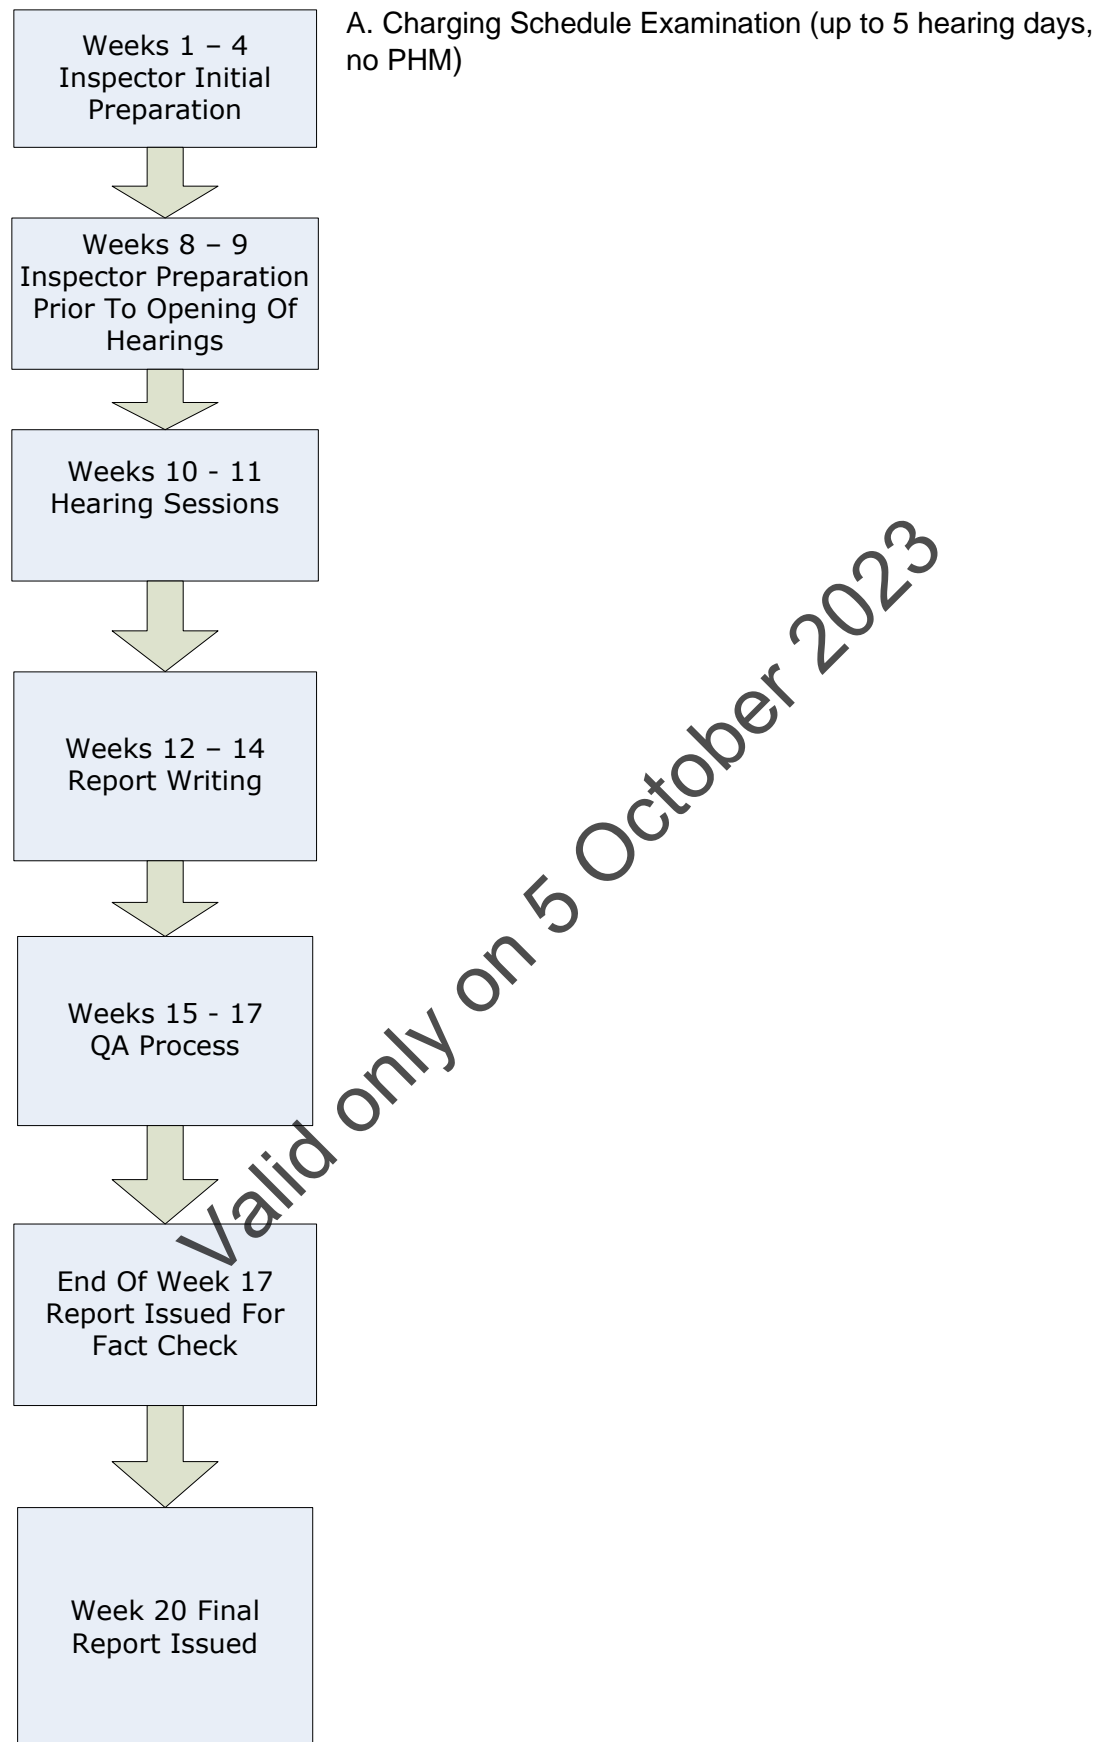 A. Charging Schedule Examination (up to 5 hearing days,
no PHM)
Weeks 1 – 4
Inspector Initial
Preparation
Weeks 8 – 9
Inspector Preparation
Prior To Opening Of
Hearings
Weeks 10 - 11
Hearing Sessions
Weeks 12 – 14
Report Writing
Weeks 15 - 17
QA Process
End Of Week 17
Report Issued For
Fact Check
Week 20 Final
Report Issued
Valid only on 5 October 2023